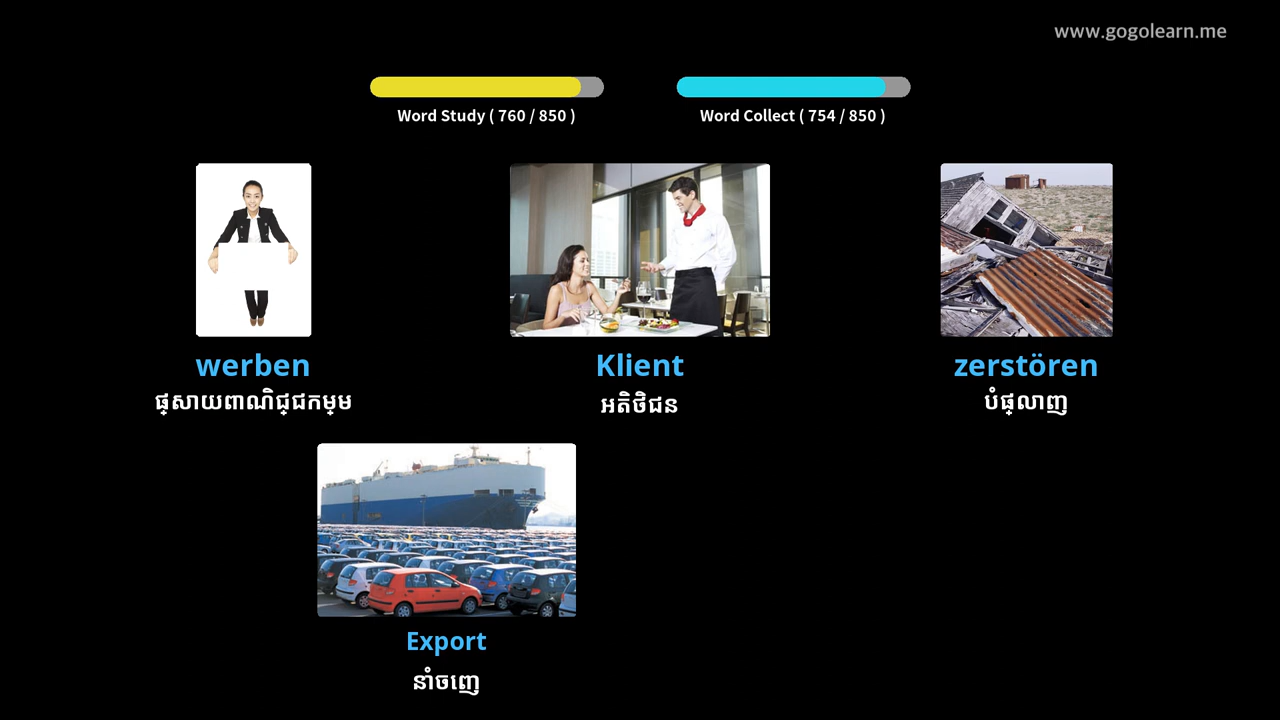 www.gogolearn.me
Word Study ( 760 / 850 )
Word Collect ( 754 / 850 )
werben
ផ្សាយពាណិជ្ជកម្ម
Klient
អតិថិជន
zerstören
បំផ្លាញ
Export
នាំចេញ